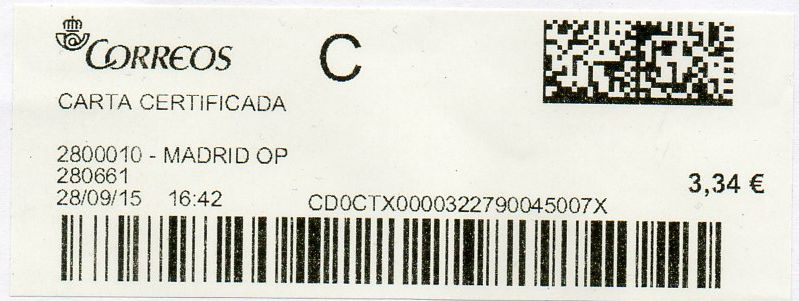 CORREOS
C
CARTA CERTIFICADA
2800010 - MADRID OP
280661
28/09/15 16:42
3,34 €
CD0CTX0000322790045007X